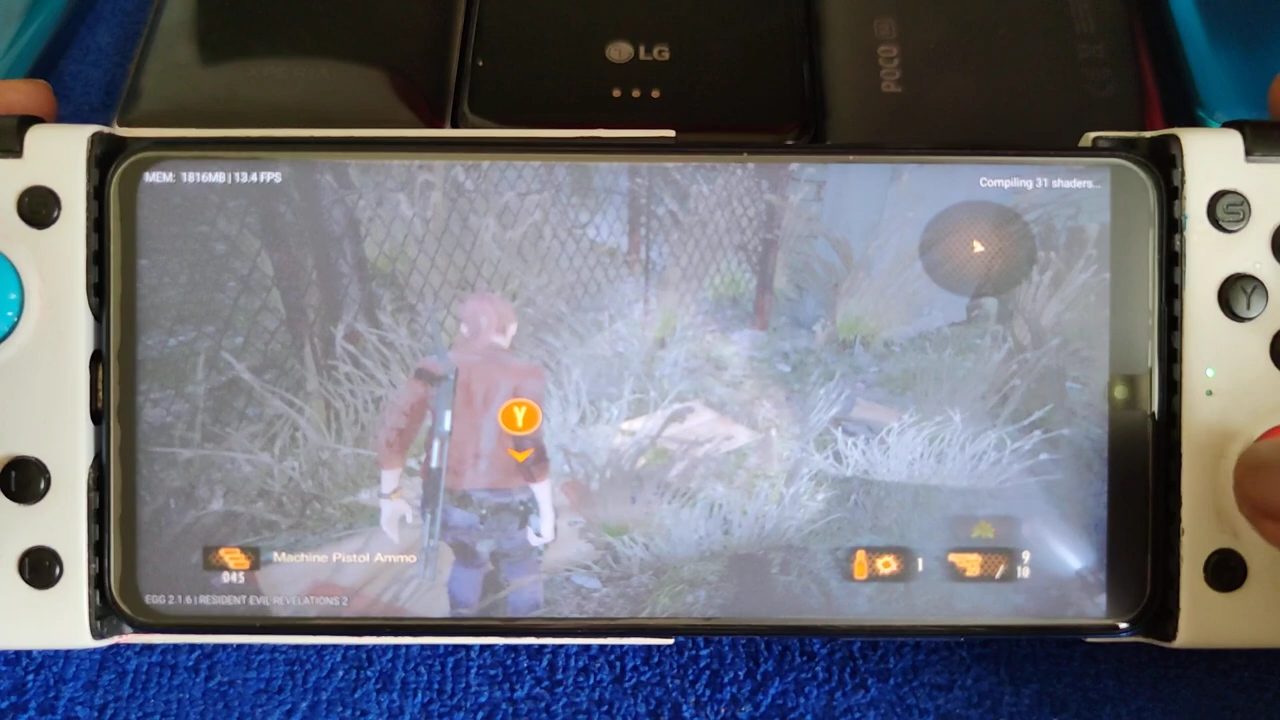 XPERIA
LG
POCO
MEM: 1816MB | 13.4 FPS
Compiling 31 shaders...
S
Y
Y
Machine Pistol Ammo
045
1
9
/ 10
EGG 2.1.6 | RESIDENT EVIL REVELATIONS 2